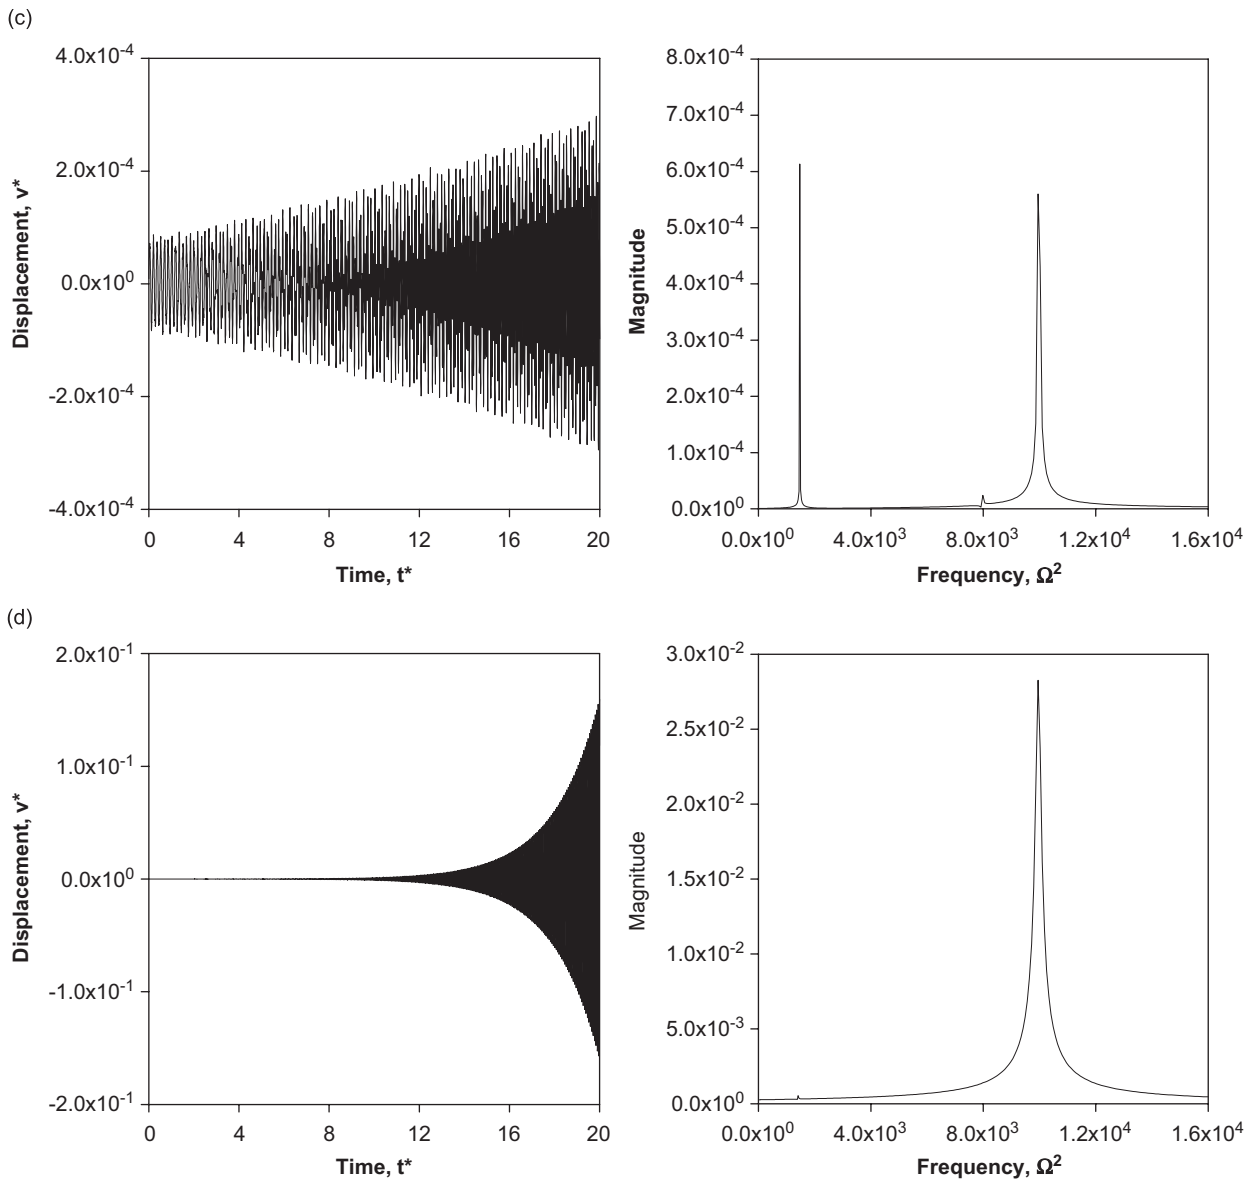 (c)
4.0x10⁻⁴
2.0x10⁻⁴
0.0x10⁰
-2.0x10⁻⁴
-4.0x10⁻⁴
Displacement, v*
0 4 8 12 16 20
Time, t*
8.0x10⁻⁴
7.0x10⁻⁴
6.0x10⁻⁴
5.0x10⁻⁴
4.0x10⁻⁴
3.0x10⁻⁴
2.0x10⁻⁴
1.0x10⁻⁴
0.0x10⁰
Magnitude
0.0x10⁰ 4.0x10³ 8.0x10³ 1.2x10⁴ 1.6x10⁴
Frequency, Ω²
(d)
2.0x10⁻¹
1.0x10⁻¹
0.0x10⁰
-1.0x10⁻¹
-2.0x10⁻¹
Displacement, v*
0 4 8 12 16 20
Time, t*
3.0x10⁻²
2.5x10⁻²
2.0x10⁻²
1.5x10⁻²
1.0x10⁻²
5.0x10⁻³
0.0x10⁰
Magnitude
0.0x10⁰ 4.0x10³ 8.0x10³ 1.2x10⁴ 1.6x10⁴
Frequency, Ω²